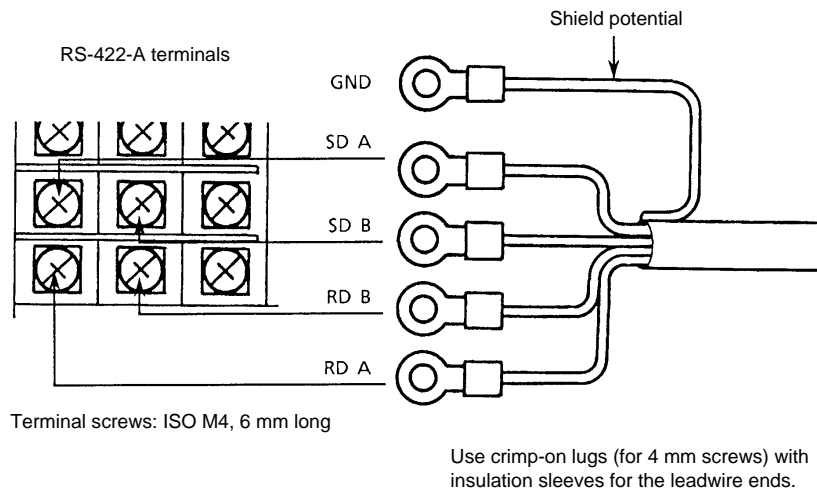 Shield potential
RS-422-A terminals
GND
SD A
SD B
RD B
RD A
Terminal screws: ISO M4, 6 mm long
Use crimp-on lugs (for 4 mm screws) with
insulation sleeves for the leadwire ends.